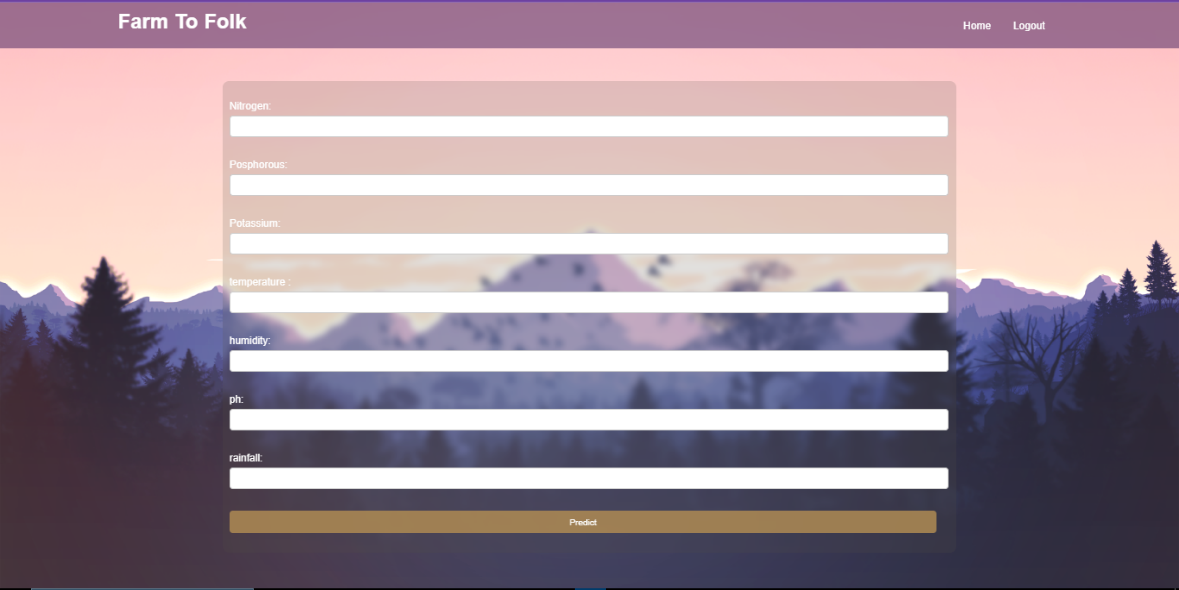 Farm To Folk
Home Logout
Nitrogen:
Posphorous:
Potassium:
temperature :
humidity:
ph:
rainfall:
Predict